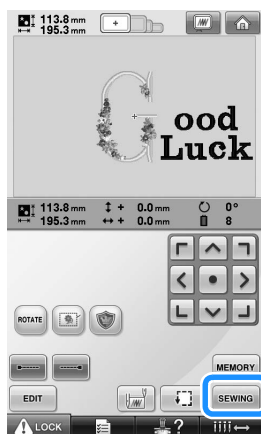 113.8 mm
195.3 mm
Good
Luck
113.8 mm + 0.0 mm 0°
195.3 mm + 0.0 mm 8
ROTATE
MEMORY
EDIT SEWING
LOCK ?